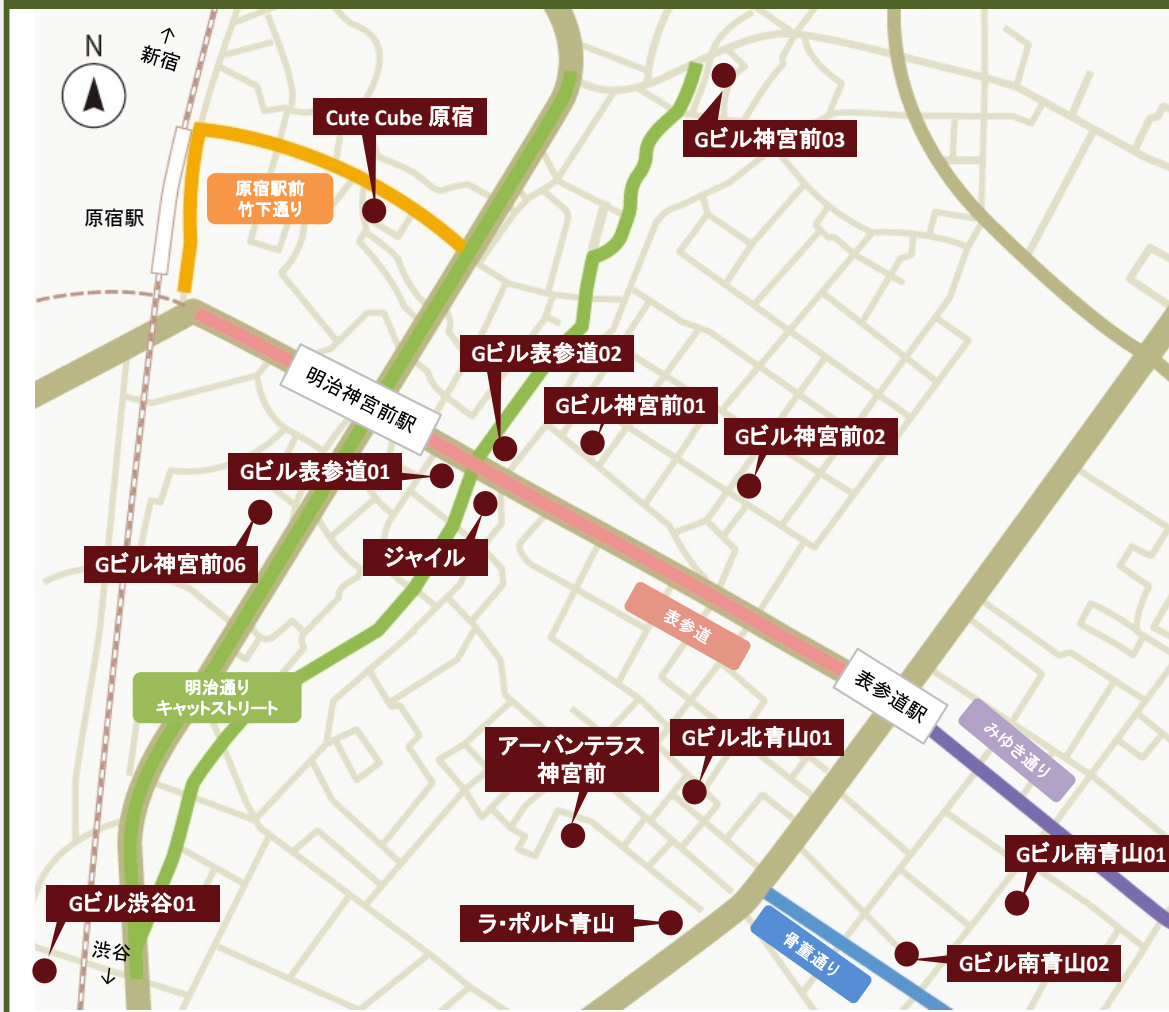 N
↑
新宿
Cute Cube 原宿
Gビル神宮前03
原宿駅前
竹下通り
原宿駅
Gビル表参道02
明治神宮前駅
Gビル神宮前01
Gビル神宮前02
Gビル表参道01
ジャイル
Gビル神宮前06
表参道
明治通り
キャットストリート
表参道駅
みゆき通り
Gビル北青山01
アーバンテラス
神宮前
Gビル南青山01
Gビル渋谷01
ラ・ポルト青山
骨董通り
渋谷
↓
Gビル南青山02